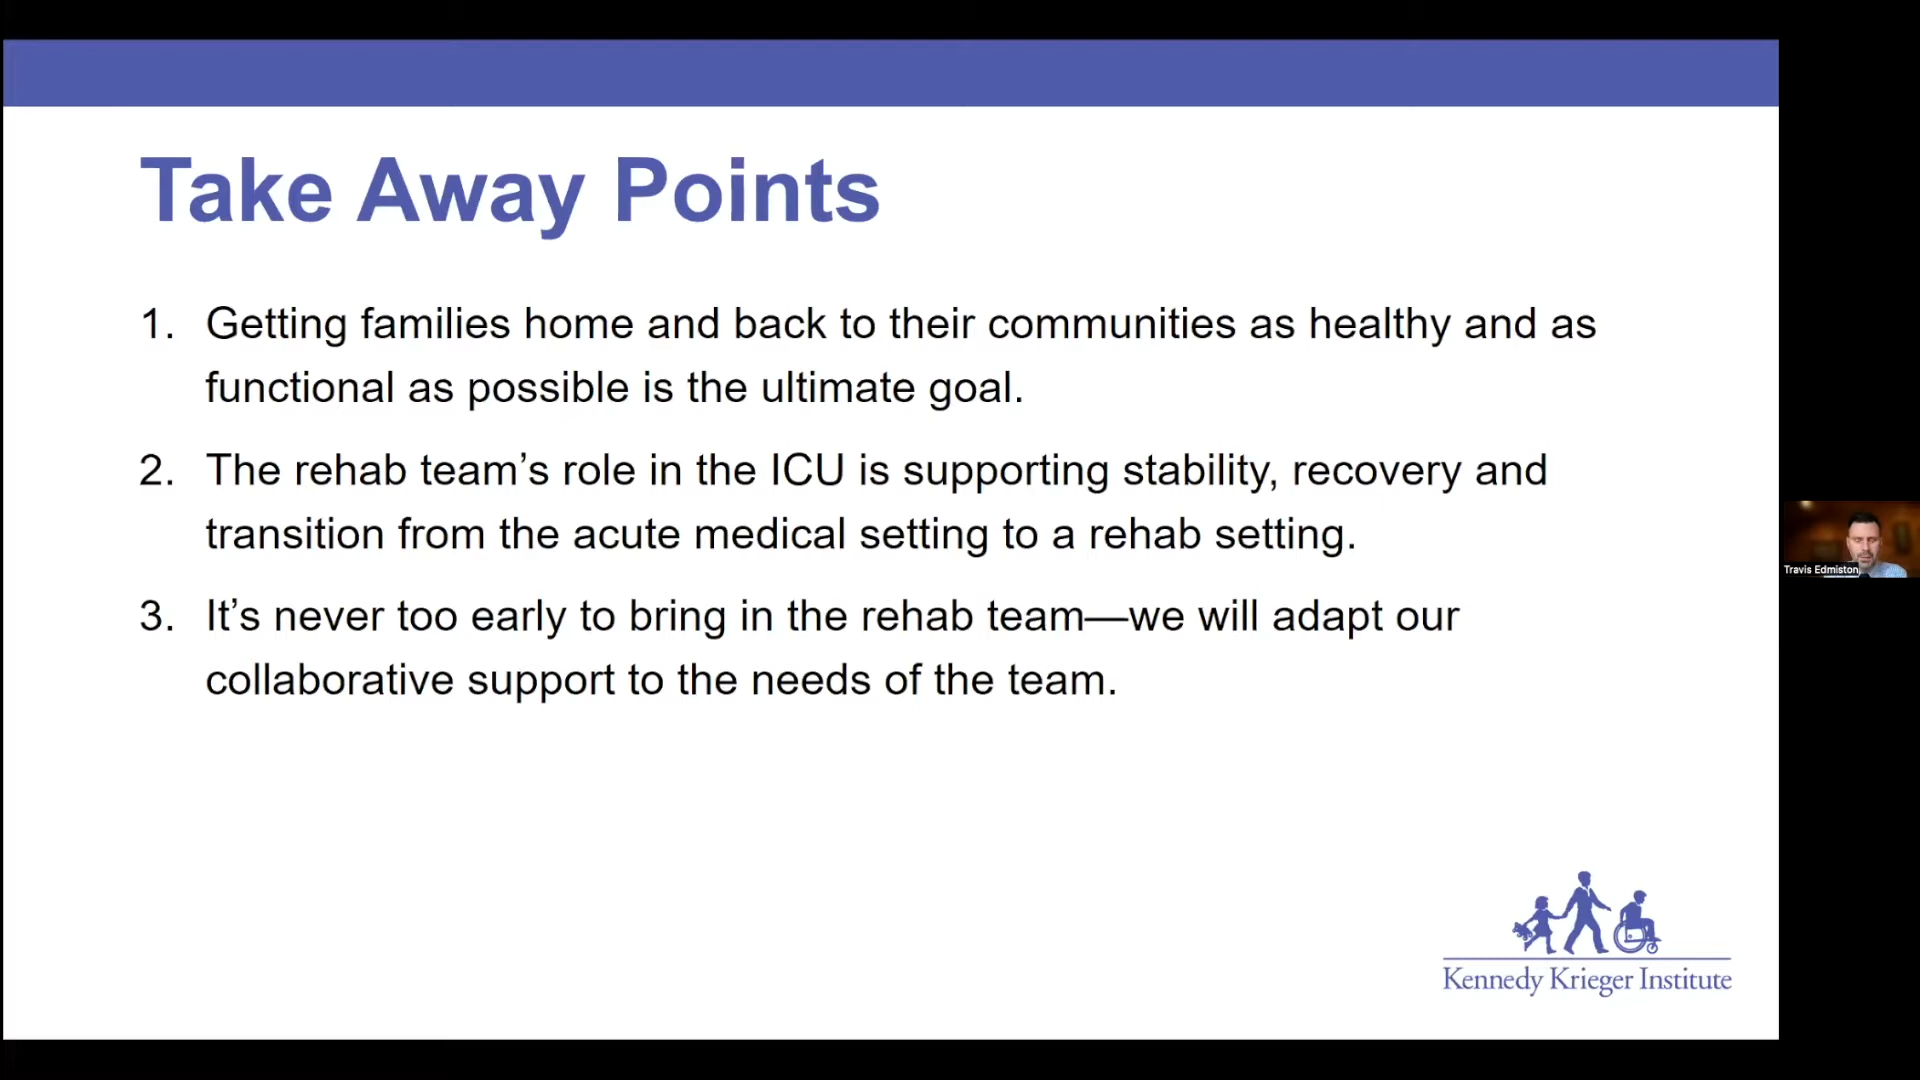 Take Away Points
1. Getting families home and back to their communities as healthy and as
functional as possible is the ultimate goal.
2. The rehab team’s role in the ICU is supporting stability, recovery and
transition from the acute medical setting to a rehab setting.
3. It’s never too early to bring in the rehab team—we will adapt our
collaborative support to the needs of the team.
Travis Edmiston
Kennedy Krieger Institute